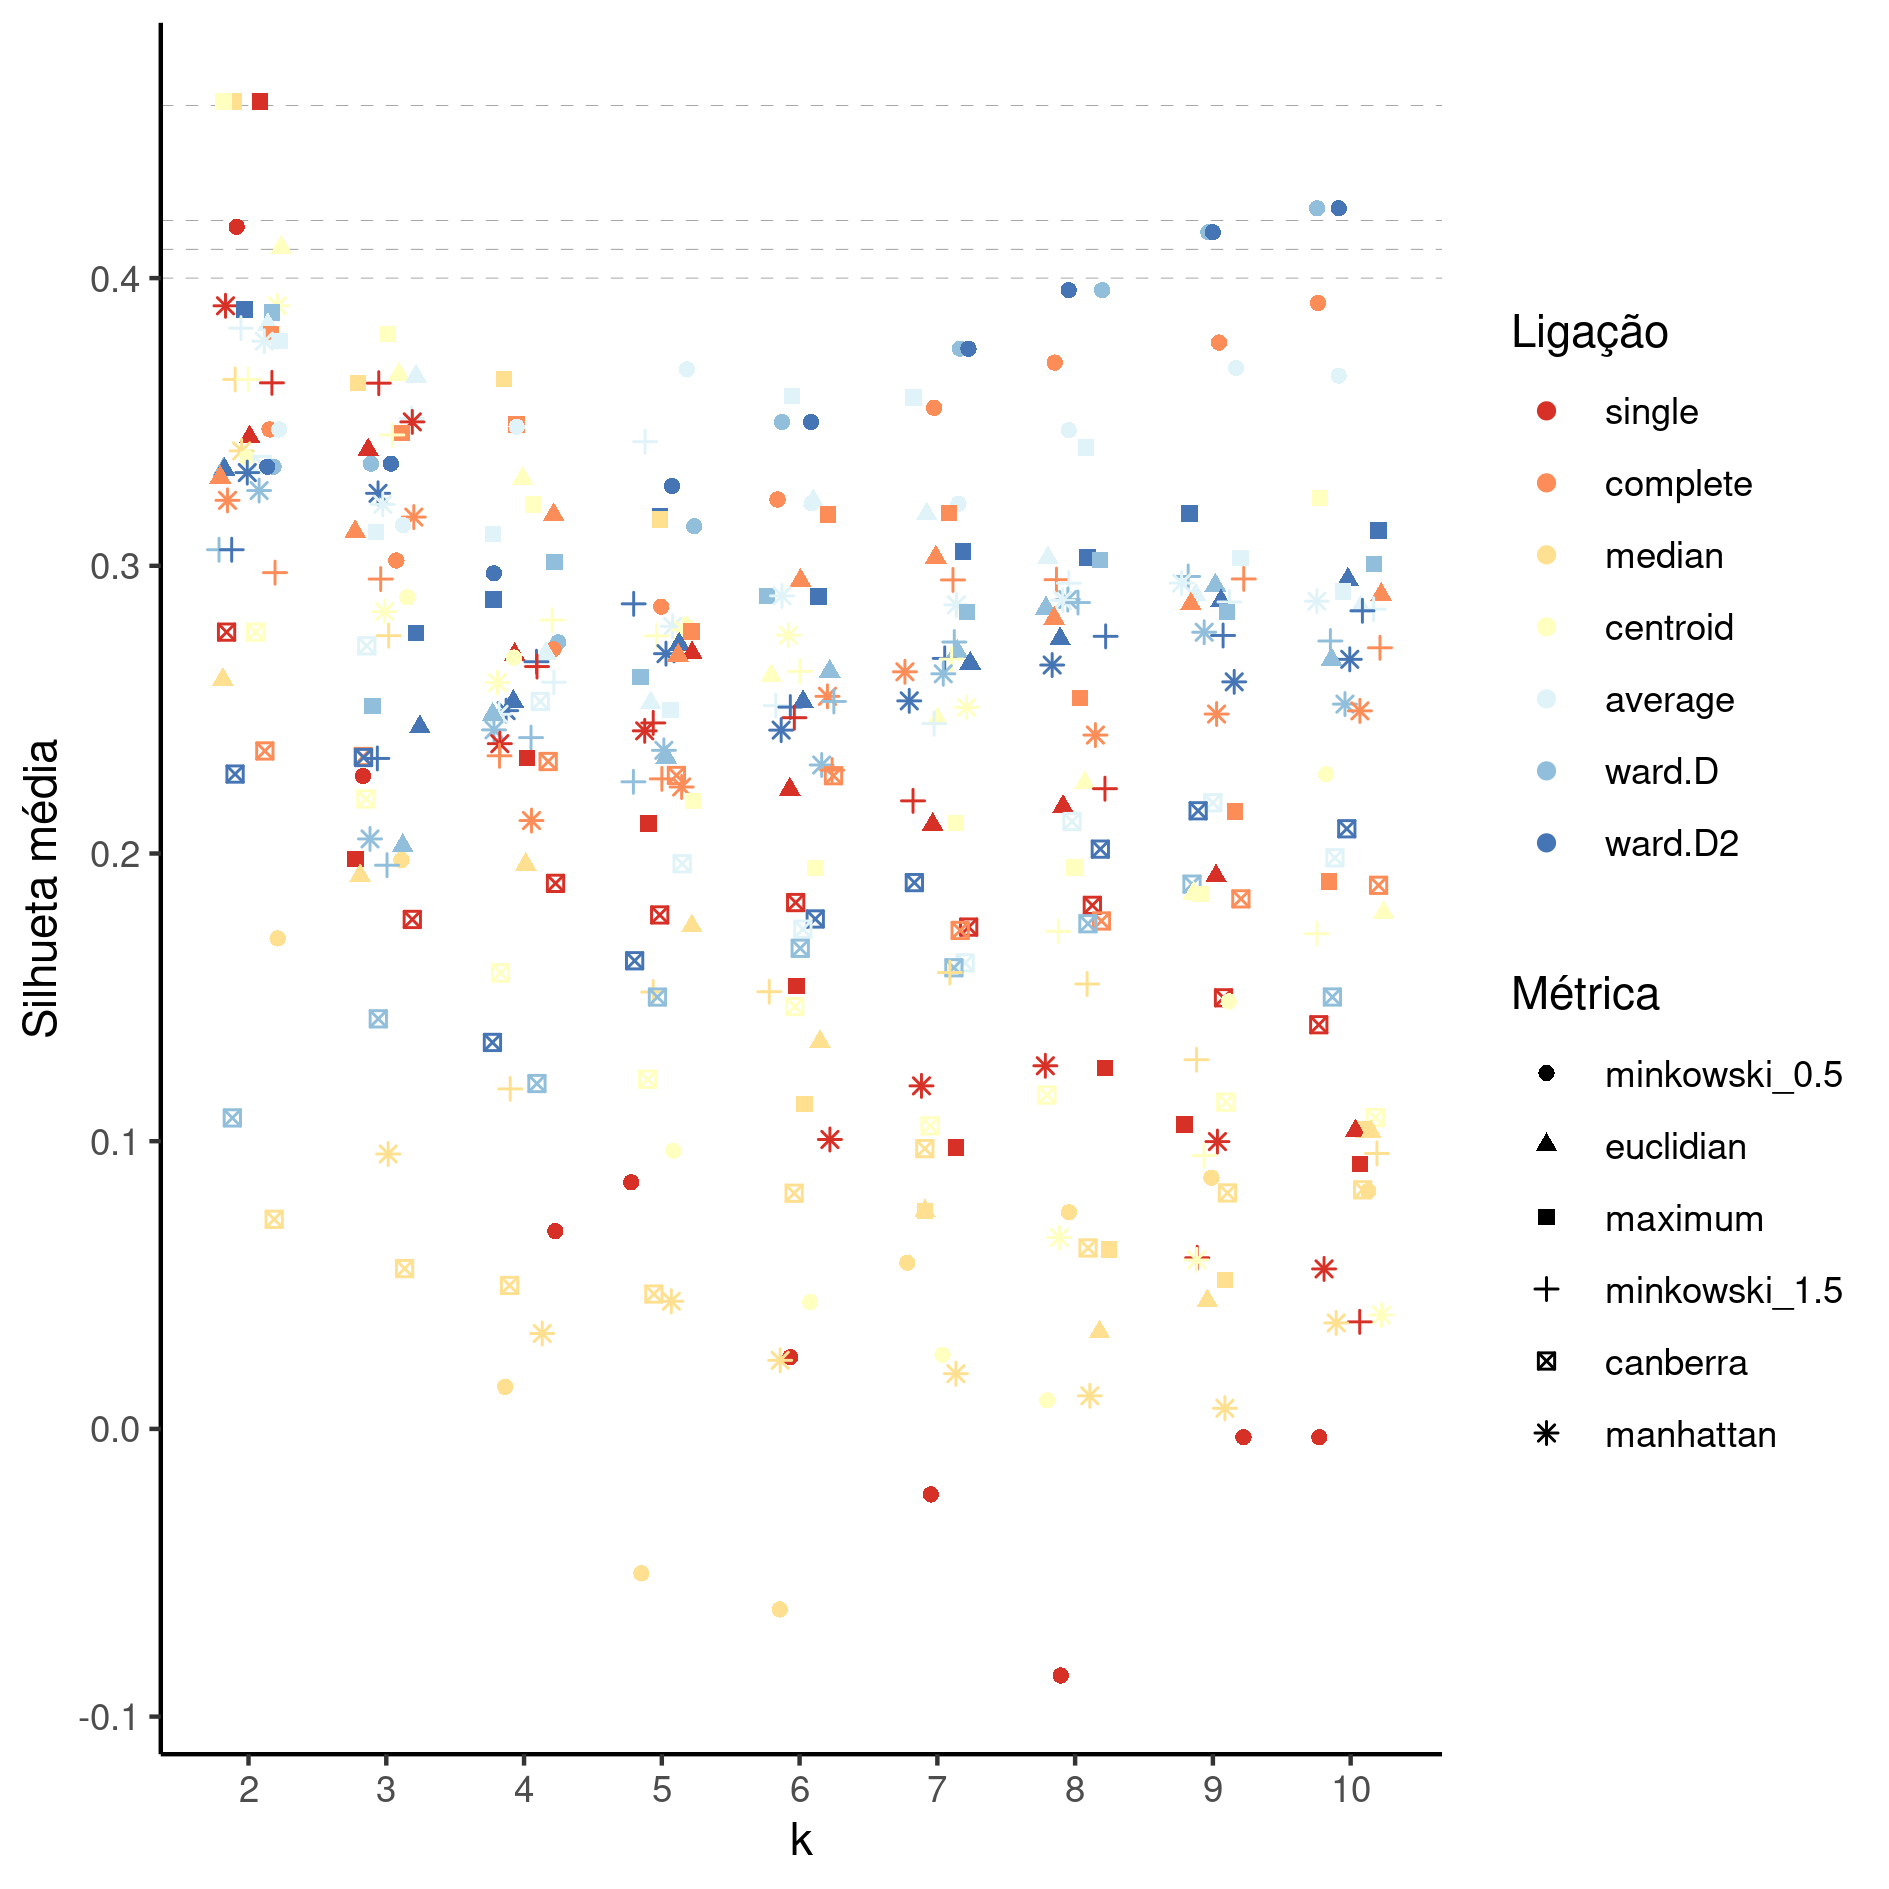 Silhueta média
0.4
0.3
0.2
0.1
0.0
-0.1
2 3 4 5 6 7 8 9 10
k
Ligação
single
complete
median
centroid
average
ward.D
ward.D2
Métrica
minkowski_0.5
euclidian
maximum
minkowski_1.5
canberra
manhattan